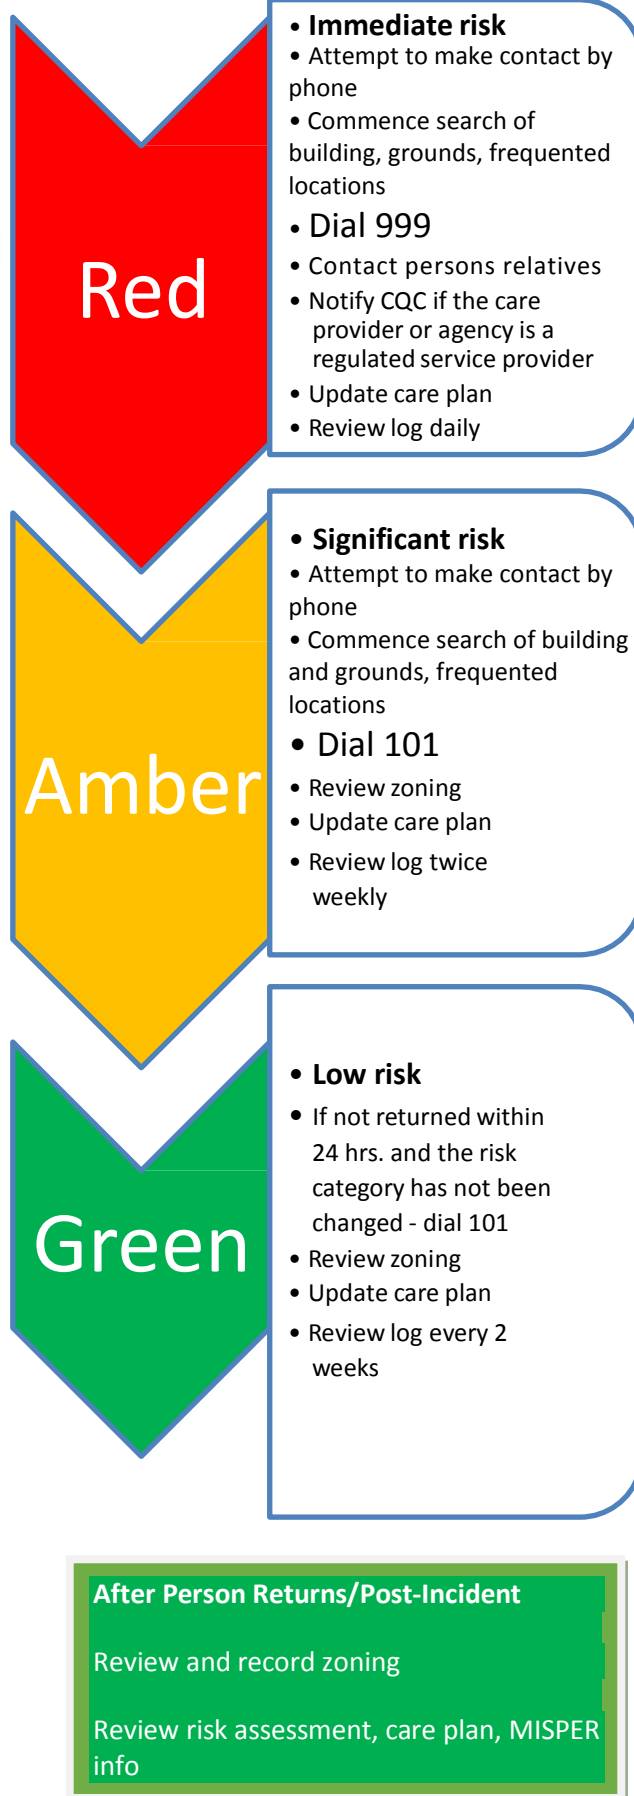 Red
• Immediate risk
• Attempt to make contact by
phone
• Commence search of
building, grounds, frequented
locations
• Dial 999
• Contact persons relatives
• Notify CQC if the care
provider or agency is a
regulated service provider
• Update care plan
• Review log daily
Amber
• Significant risk
• Attempt to make contact by
phone
• Commence search of building
and grounds, frequented
locations
• Dial 101
• Review zoning
• Update care plan
• Review log twice
weekly
Green
• Low risk
• If not returned within
24 hrs. and the risk
category has not been
changed - dial 101
• Review zoning
• Update care plan
• Review log every 2
weeks
After Person Returns/Post-Incident
Review and record zoning
Review risk assessment, care plan, MISPER
info